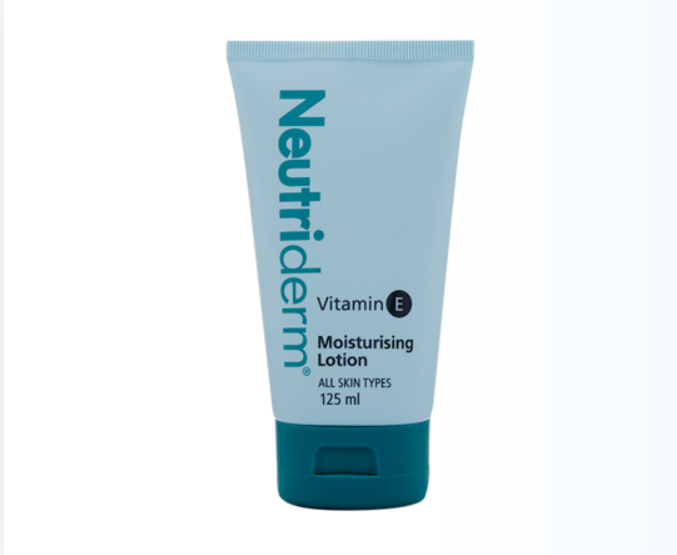 Neutriderm®
Vitamin E
Moisturising
Lotion
ALL SKIN TYPES
125 ml